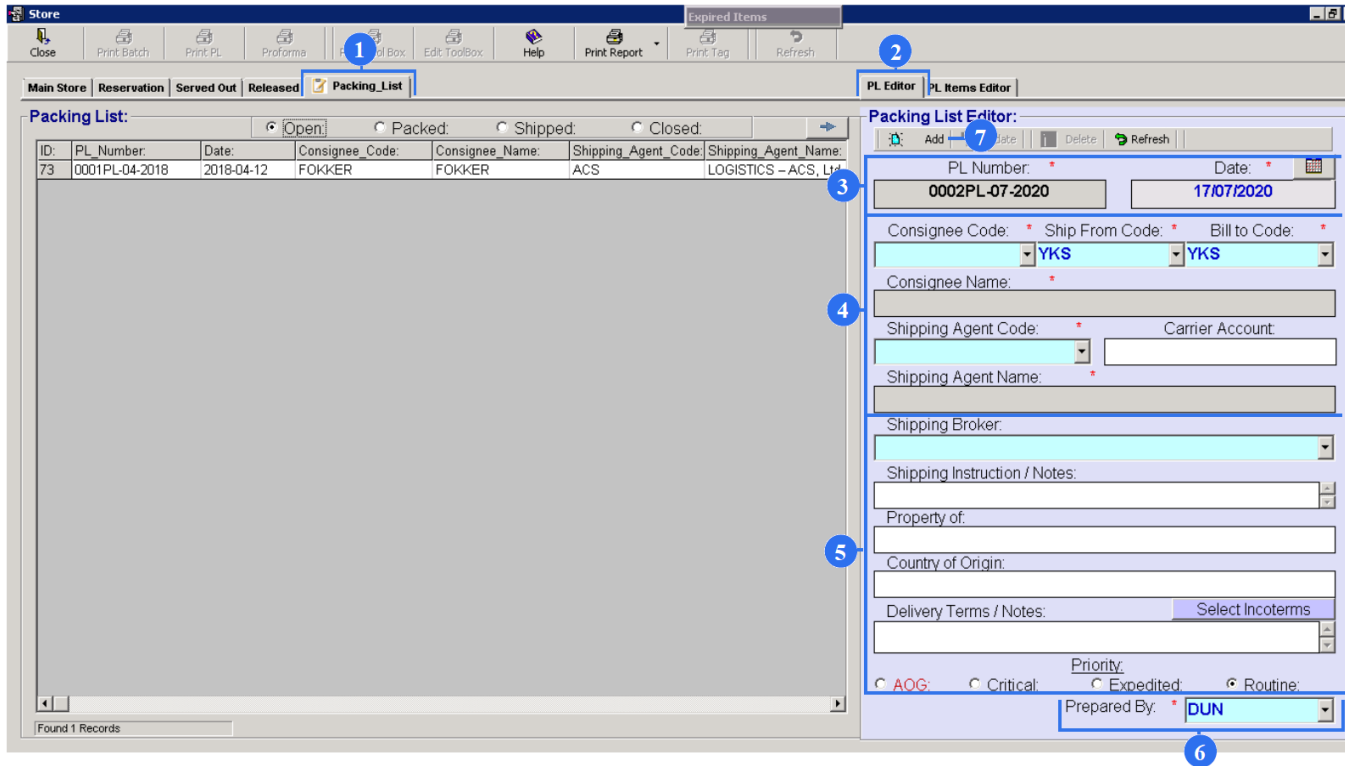 Store
Expired Items
Close
Print Batch
Print PL
Proforma
Box
Edit ToolBox
Help
Print Report
Print Tag
Refresh
1
2
Main Store
Reservation
Served Out
Released
Packing_List
PL Editor
PL Items Editor
Packing List:
Open:
Packed:
Shipped:
Closed:
ID: PL_Number: Date: Consignee_Code: Consignee_Name: Shipping_Agent_Code: Shipping_Agent_Name:
73 0001PL-04-2018 2018-04-12 FOKKER FOKKER ACS LOGISTICS – ACS, Ltd
Found 1 Records
Packing List Editor:
Add
7
Delete
Refresh
3
PL Number: * Date: *
0002PL-07-2020 17/07/2020
4
Consignee Code: * Ship From Code: * Bill to Code: *
YKS YKS
Consignee Name: *
Shipping Agent Code: * Carrier Account:
Shipping Agent Name: *
5
Shipping Broker:
Shipping Instruction / Notes:
Property of:
Country of Origin:
Delivery Terms / Notes: Select Incoterms
Priority:
AOG: Critical: Expedited: Routine:
Prepared By: * DUN
6